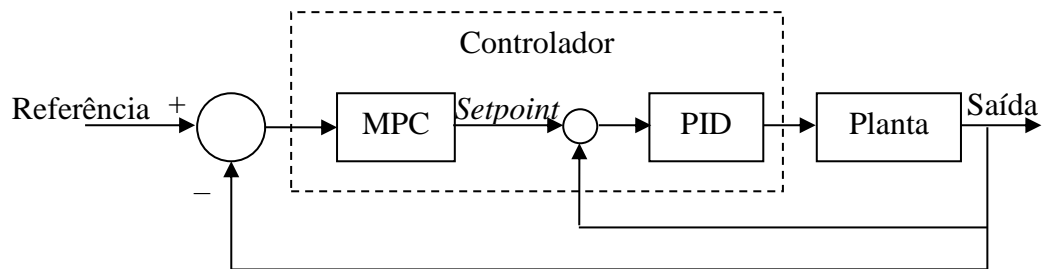 Controlador
Referência
+
MPC
Setpoint
PID
Planta
Saída
–